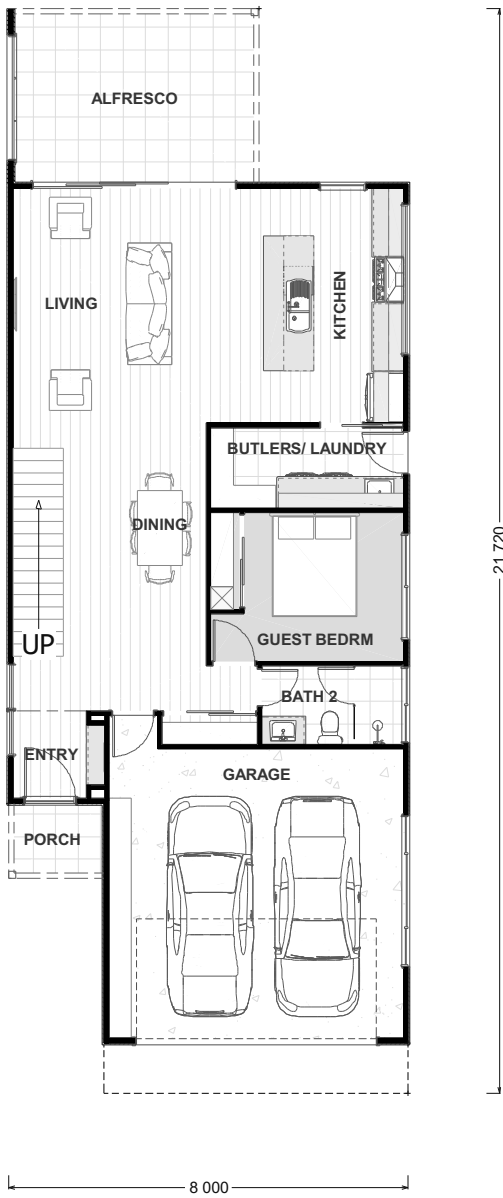 ALFRESCO
LIVING
KITCHEN
BUTLERS/ LAUNDRY
DINING
21 720
GUEST BEDRM
UP
BATH 2
ENTRY
GARAGE
PORCH
8 000